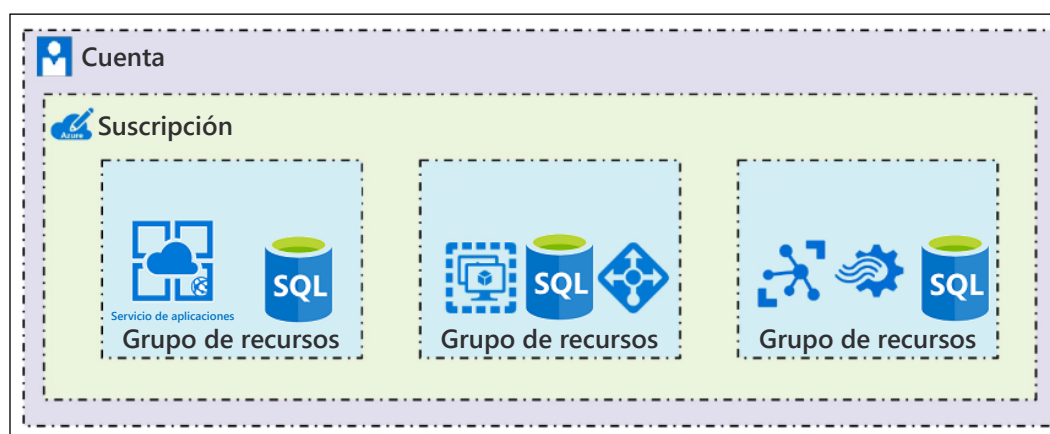 Cuenta
Azure
Suscripción
SQL
SQL
SQL
Servicio de aplicaciones
Grupo de recursos
Grupo de recursos
Grupo de recursos